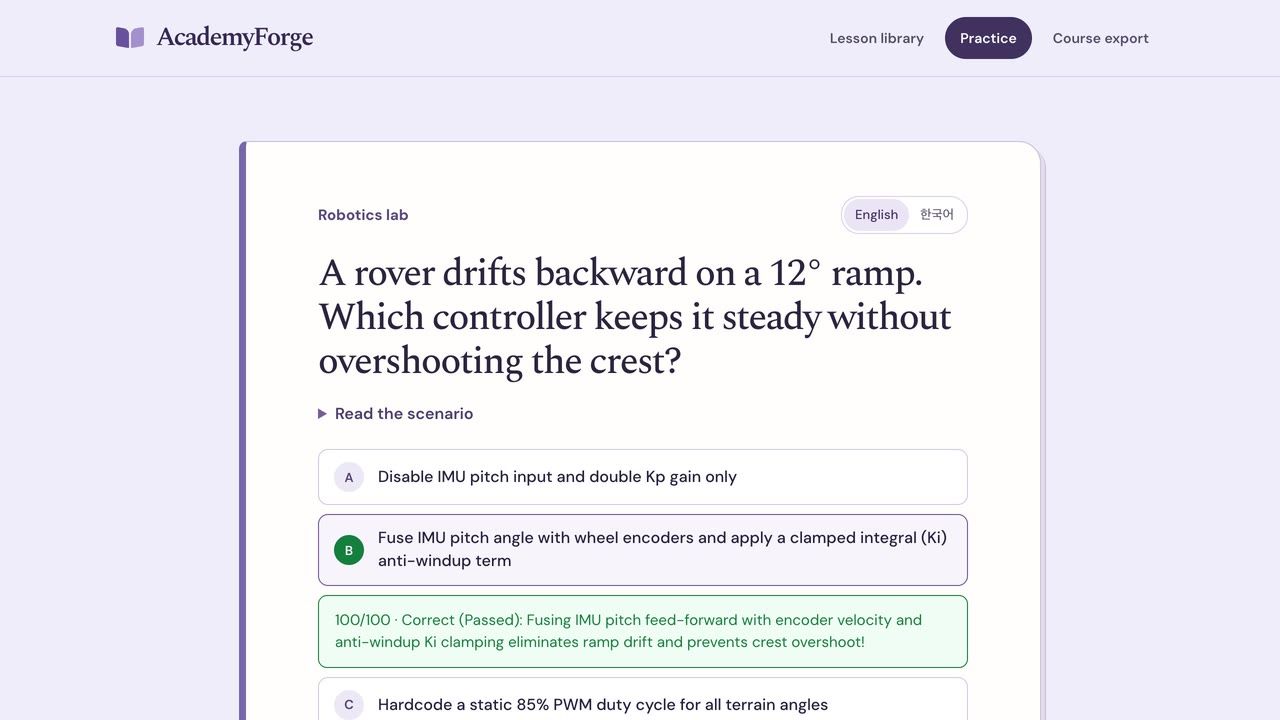 AcademyForge
Lesson library
Practice
Course export
Robotics lab
English
한국어
A rover drifts backward on a 12° ramp.
Which controller keeps it steady without
overshooting the crest?
Read the scenario
A
Disable IMU pitch input and double Kp gain only
B
Fuse IMU pitch angle with wheel encoders and apply a clamped integral (Ki)
anti-windup term
100/100 · Correct (Passed): Fusing IMU pitch feed-forward with encoder velocity and
anti-windup Ki clamping eliminates ramp drift and prevents crest overshoot!
C
Hardcode a static 85% PWM duty cycle for all terrain angles